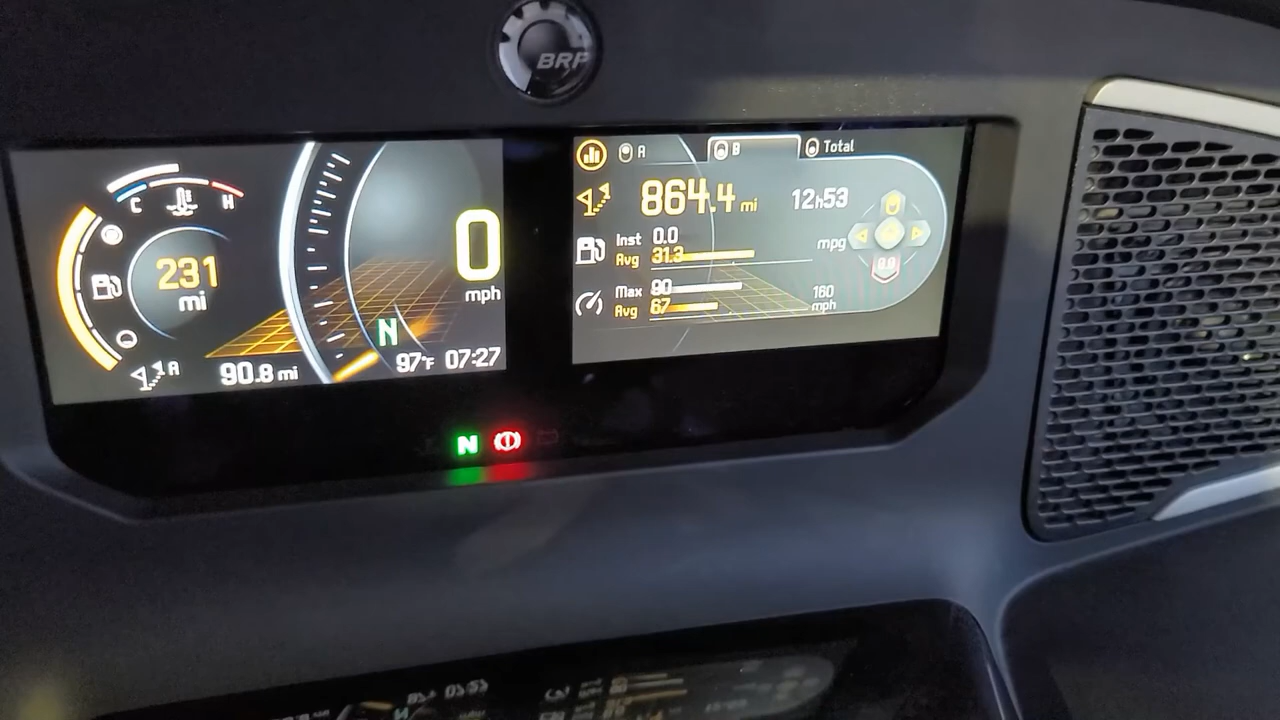 BRP
C
H
231
mi
A
90.8 mi
0
mph
N
97°F 07:27
A
B
Total
864.4 mi
12h53
Inst 0.0
Avg 31.3
mpg
Max 90
Avg 67
160
mph
N